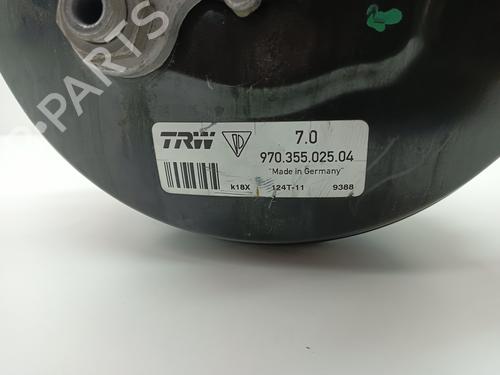 TRW 7.0
970.355.025.04
"Made in Germany"
k18X 124T-11 9388
B-PARTS